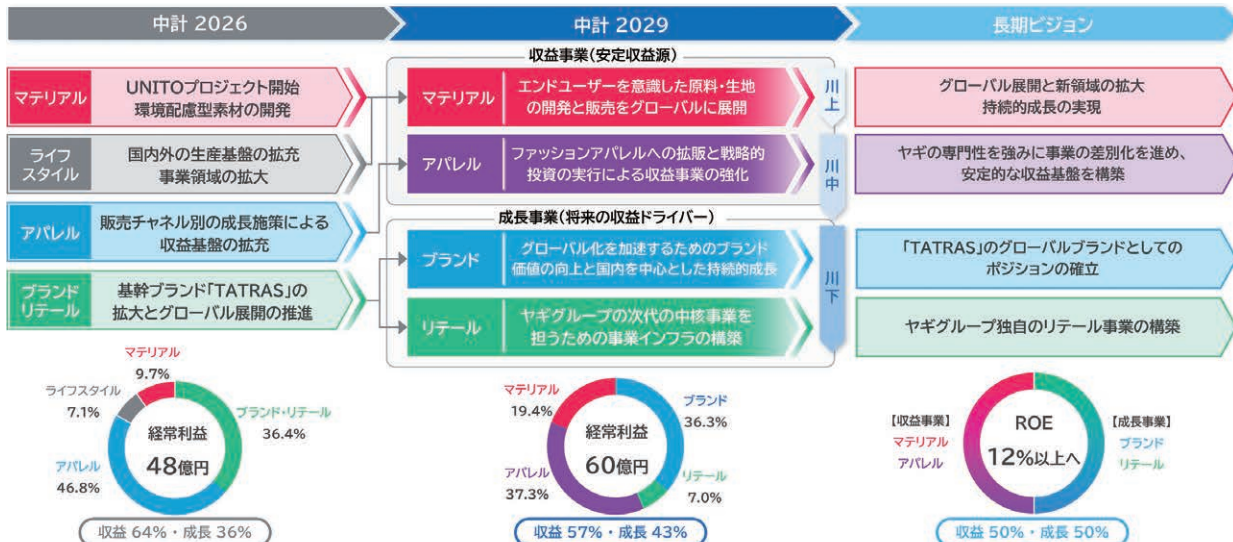 中計 2026
中計 2029
長期ビジョン
マテリアル
UNITOプロジェクト開始
環境配慮型素材の開発
ライフ
スタイル
国内外の生産基盤の拡充
事業領域の拡大
アパレル
販売チャネル別の成長施策による
収益基盤の拡充
ブランド
リテール
基幹ブランド「TATRAS」の
拡大とグローバル展開の推進
収益事業(安定収益源)
マテリアル
エンドユーザーを意識した原料・生地
の開発と販売をグローバルに展開
アパレル
ファッションアパレルへの拡販と戦略的
投資の実行による収益事業の強化
成長事業(将来の収益ドライバー)
ブランド
グローバル化を加速するためのブランド
価値の向上と国内を中心とした持続的成長
リテール
ヤギグループの次代の中核事業を
担うための事業インフラの構築
川上
川中
川下
グローバル展開と新領域の拡大
持続的成長の実現
ヤギの専門性を強みに事業の差別化を進め、
安定的な収益基盤を構築
「TATRAS」のグローバルブランドとしての
ポジションの確立
ヤギグループ独自のリテール事業の構築
マテリアル
9.7%
ライフスタイル
7.1%
ブランド・リテール
36.4%
アパレル
46.8%
経常利益
48億円
収益 64%・成長 36%
マテリアル
19.4%
ブランド
36.3%
アパレル
37.3%
リテール
7.0%
経常利益
60億円
収益 57%・成長 43%
【収益事業】
マテリアル
アパレル
ROE
12%以上へ
【成長事業】
ブランド
リテール
収益 50%・成長 50%